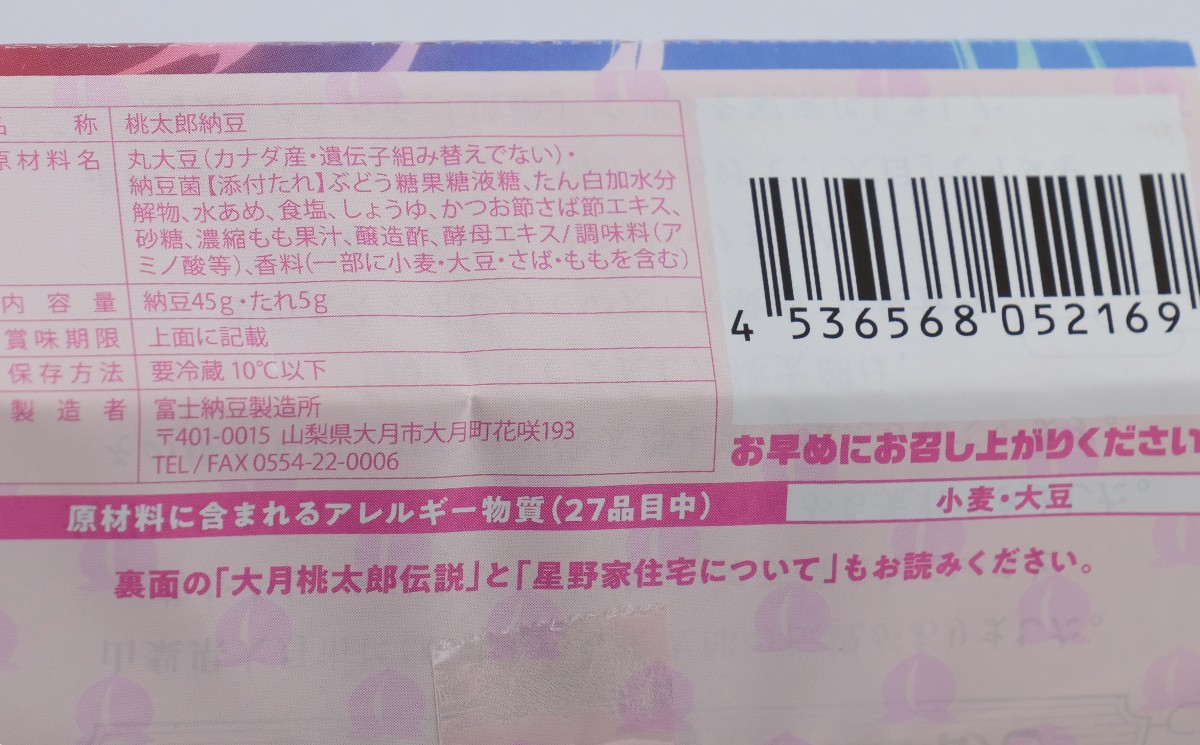 名 称 桃太郎納豆
原材料名 丸大豆(カナダ産・遺伝子組み替えでない)・
納豆菌【添付たれ】ぶどう糖果糖液糖、たん白加水分
解物、水あめ、食塩、しょうゆ、かつお節さば節エキス、
砂糖、濃縮もも果汁、醸造酢、酵母エキス/調味料(ア
ミノ酸等)、香料(一部に小麦・大豆・さば・ももを含む)
内容量 納豆45g・たれ5g
賞味期限 上面に記載
保存方法 要冷蔵 10℃以下
製造者 富士納豆製造所
〒401-0015 山梨県大月市大月町花咲193
TEL/FAX 0554-22-0006
4 536568 052169
お早めにお召し上がりください
原材料に含まれるアレルギー物質(27品目中) 小麦・大豆
裏面の「大月桃太郎伝説」と「星野家住宅について」もお読みください。